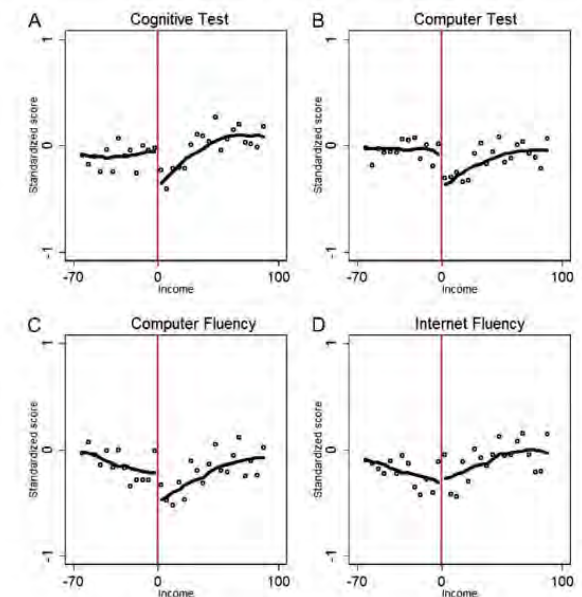 A Cognitive Test
1
0
-1
Standardized score
-70 0 100
Income
B Computer Test
1
0
-1
Standardized score
-70 0 100
Income
C Computer Fluency
1
0
-1
Standardized score
-70 0 100
Income
D Internet Fluency
1
0
-1
Standardized score
-70 0 100
Income